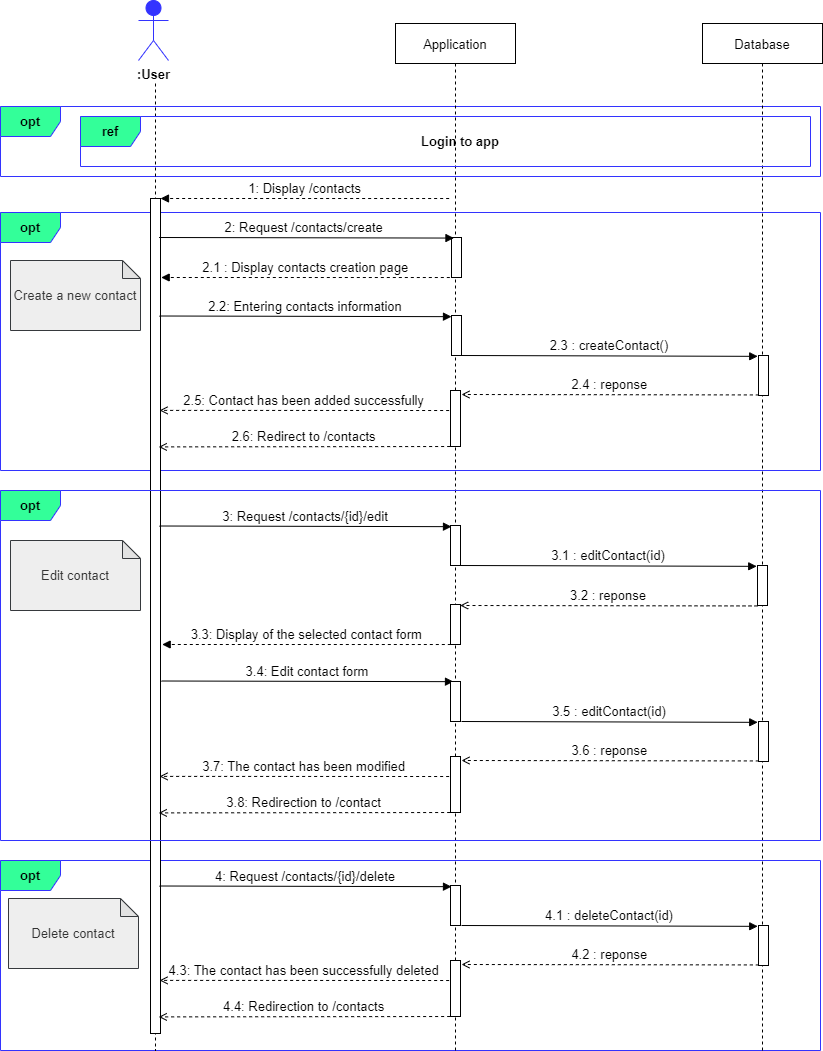 :User
Application
Database
opt
ref
Login to app
1: Display /contacts
opt
2: Request /contacts/create
2.1 : Display contacts creation page
Create a new contact
2.2: Entering contacts information
2.3 : createContact()
2.4 : reponse
2.5: Contact has been added successfully
2.6: Redirect to /contacts
opt
3: Request /contacts/{id}/edit
3.1 : editContact(id)
Edit contact
3.2 : reponse
3.3: Display of the selected contact form
3.4: Edit contact form
3.5 : editContact(id)
3.6 : reponse
3.7: The contact has been modified
3.8: Redirection to /contact
opt
4: Request /contacts/{id}/delete
4.1 : deleteContact(id)
Delete contact
4.2 : reponse
4.3: The contact has been successfully deleted
4.4: Redirection to /contacts